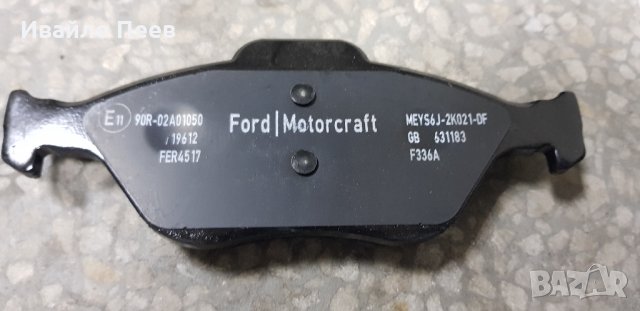 Ивайло Пеев
E11 90R-02A01050
/19612
FER4517
Ford|Motorcraft
MEYS6J-2K021-DF
GB 631183
F336A
BAZAR